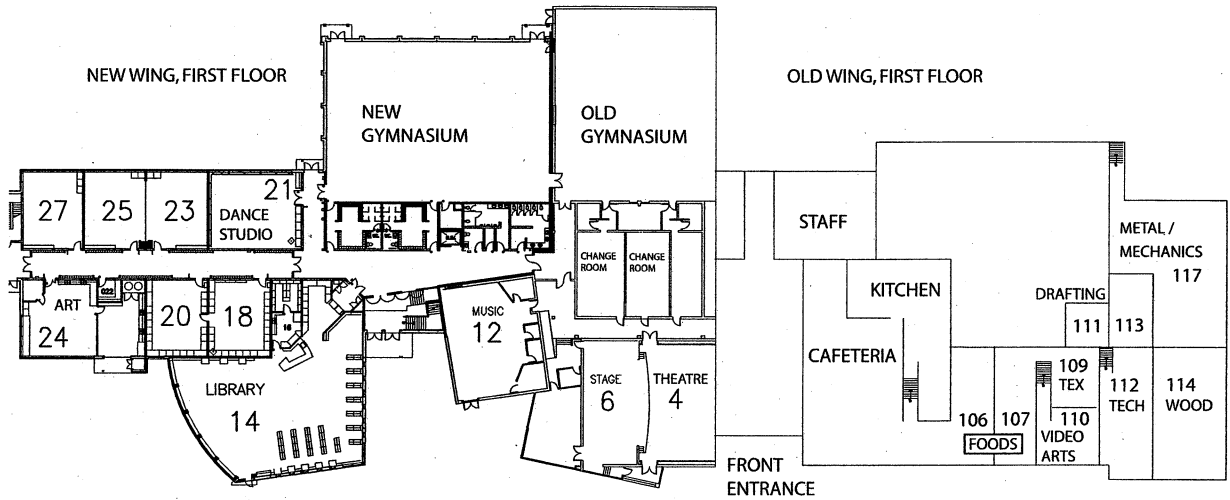 NEW WING, FIRST FLOOR
OLD WING, FIRST FLOOR
NEW
GYMNASIUM
OLD
GYMNASIUM
27
25
23
21
DANCE
STUDIO
STAFF
METAL /
MECHANICS
117
CHANGE
ROOM
CHANGE
ROOM
KITCHEN
DRAFTING
111
113
022
ART
24
20
18
16
MUSIC
12
CAFETERIA
LIBRARY
14
STAGE
6
THEATRE
4
109
TEX
110
VIDEO
ARTS
112
TECH
114
WOOD
106
107
FOODS
FRONT
ENTRANCE